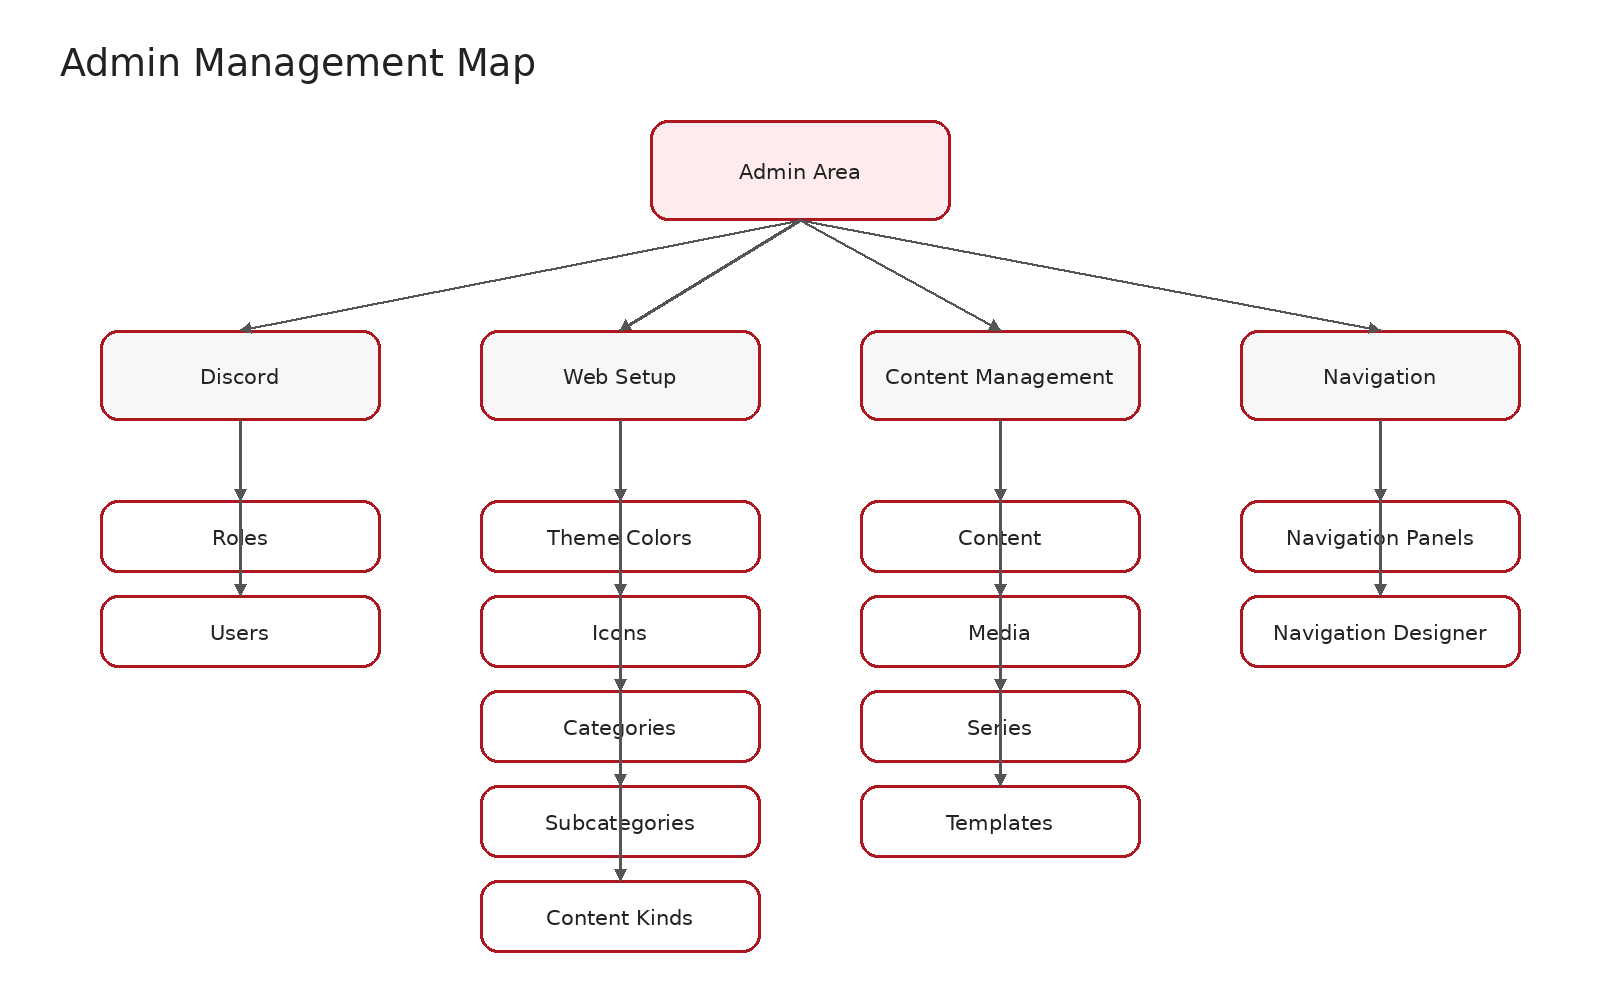 Admin Management Map
Admin Area
Discord
Web Setup
Content Management
Navigation
Roles
Theme Colors
Content
Navigation Panels
Users
Icons
Media
Navigation Designer
Categories
Series
Subcategories
Templates
Content Kinds